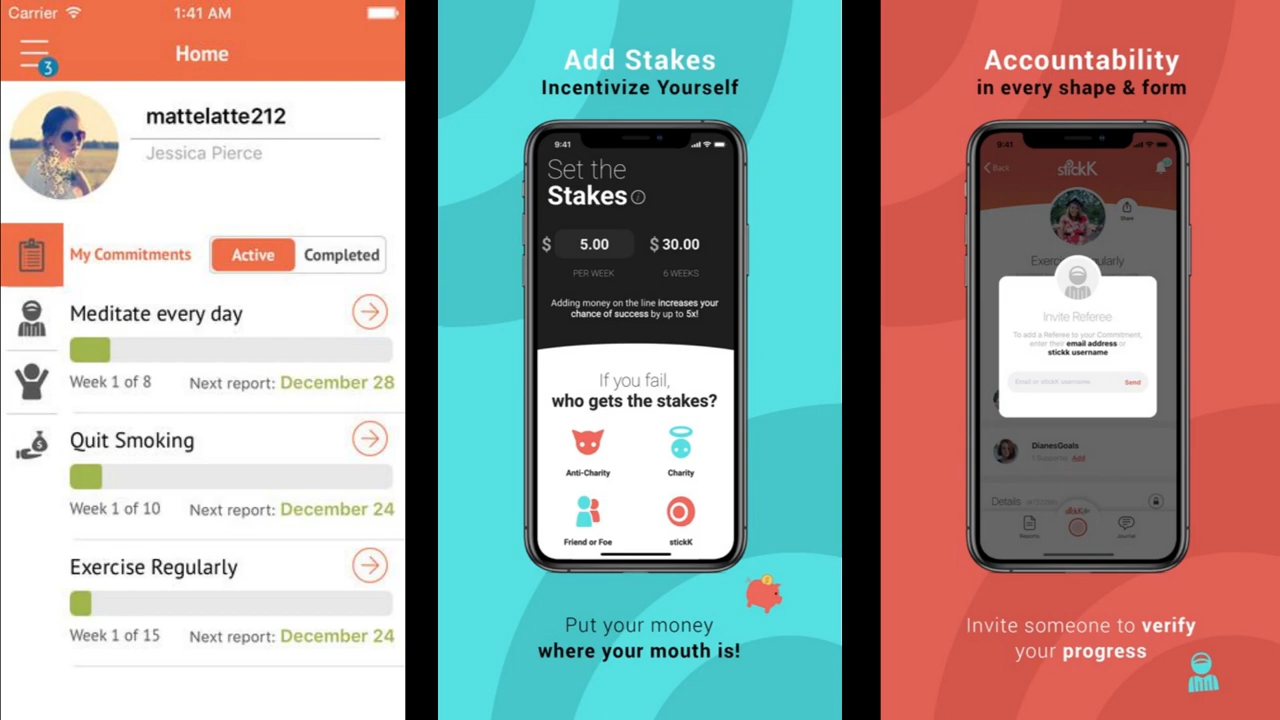 Carrier 1:41 AM
3
Home
mattelatte212
Jessica Pierce
My Commitments Active Completed
Meditate every day
Week 1 of 8 Next report: December 28
Quit Smoking
Week 1 of 10 Next report: December 24
Exercise Regularly
Week 1 of 15 Next report: December 24
Add Stakes
Incentivize Yourself
9:41
Set the
Stakes
$ 5.00 $ 30.00
PER WEEK 6 WEEKS
Adding money on the line increases your
chance of success by up to 5x!
If you fail,
who gets the stakes?
Anti-Charity Charity
Friend or Foe stickK
Put your money
where your mouth is!
Accountability
in every shape & form
9:41
Back stickK
Share
Invite Referee
To add a Referee to your Commitment,
enter their email address or
stickk username
Email or stickK username Send
DianesGoals
1 Supporter Add
Details
Reports Journal
Invite someone to verify
your progress